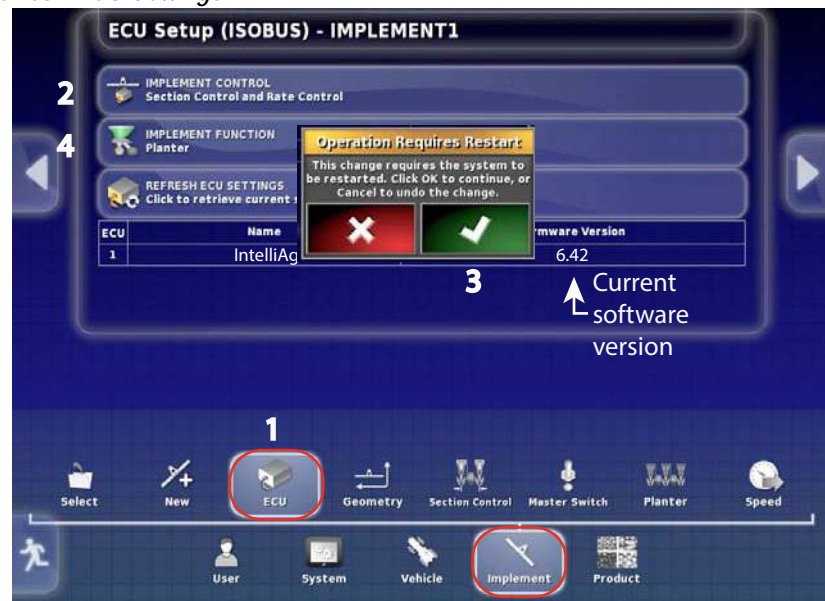 ECU Setup (ISOBUS) - IMPLEMENT1
2
IMPLEMENT CONTROL
Section Control and Rate Control
4
IMPLEMENT FUNCTION
Planter
Operation Requires Restart
This change requires the system to
be restarted. Click OK to continue, or
Cancel to undo the change.
REFRESH ECU SETTINGS
Click to retrieve current
ECU Name mware Version
1 IntelliAg 6.42
3
Current
software
version
1
Select New ECU Geometry Section Control Master Switch Planter Speed
User System Vehicle Implement Product